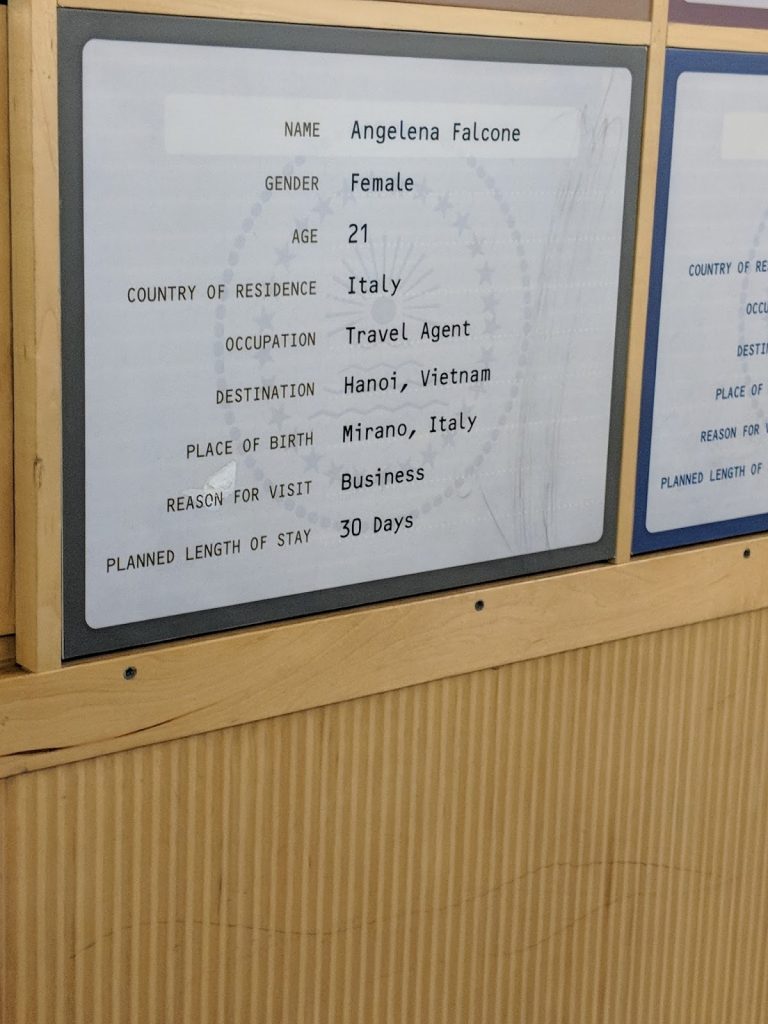 NAME Angelena Falcone
GENDER Female
AGE 21
COUNTRY OF RESIDENCE Italy
OCCUPATION Travel Agent
DESTINATION Hanoi, Vietnam
PLACE OF BIRTH Mirano, Italy
REASON FOR VISIT Business
PLANNED LENGTH OF STAY 30 Days
COUNTRY OF
PLACE OF
REASON FOR
PLANNED LENGTH OF